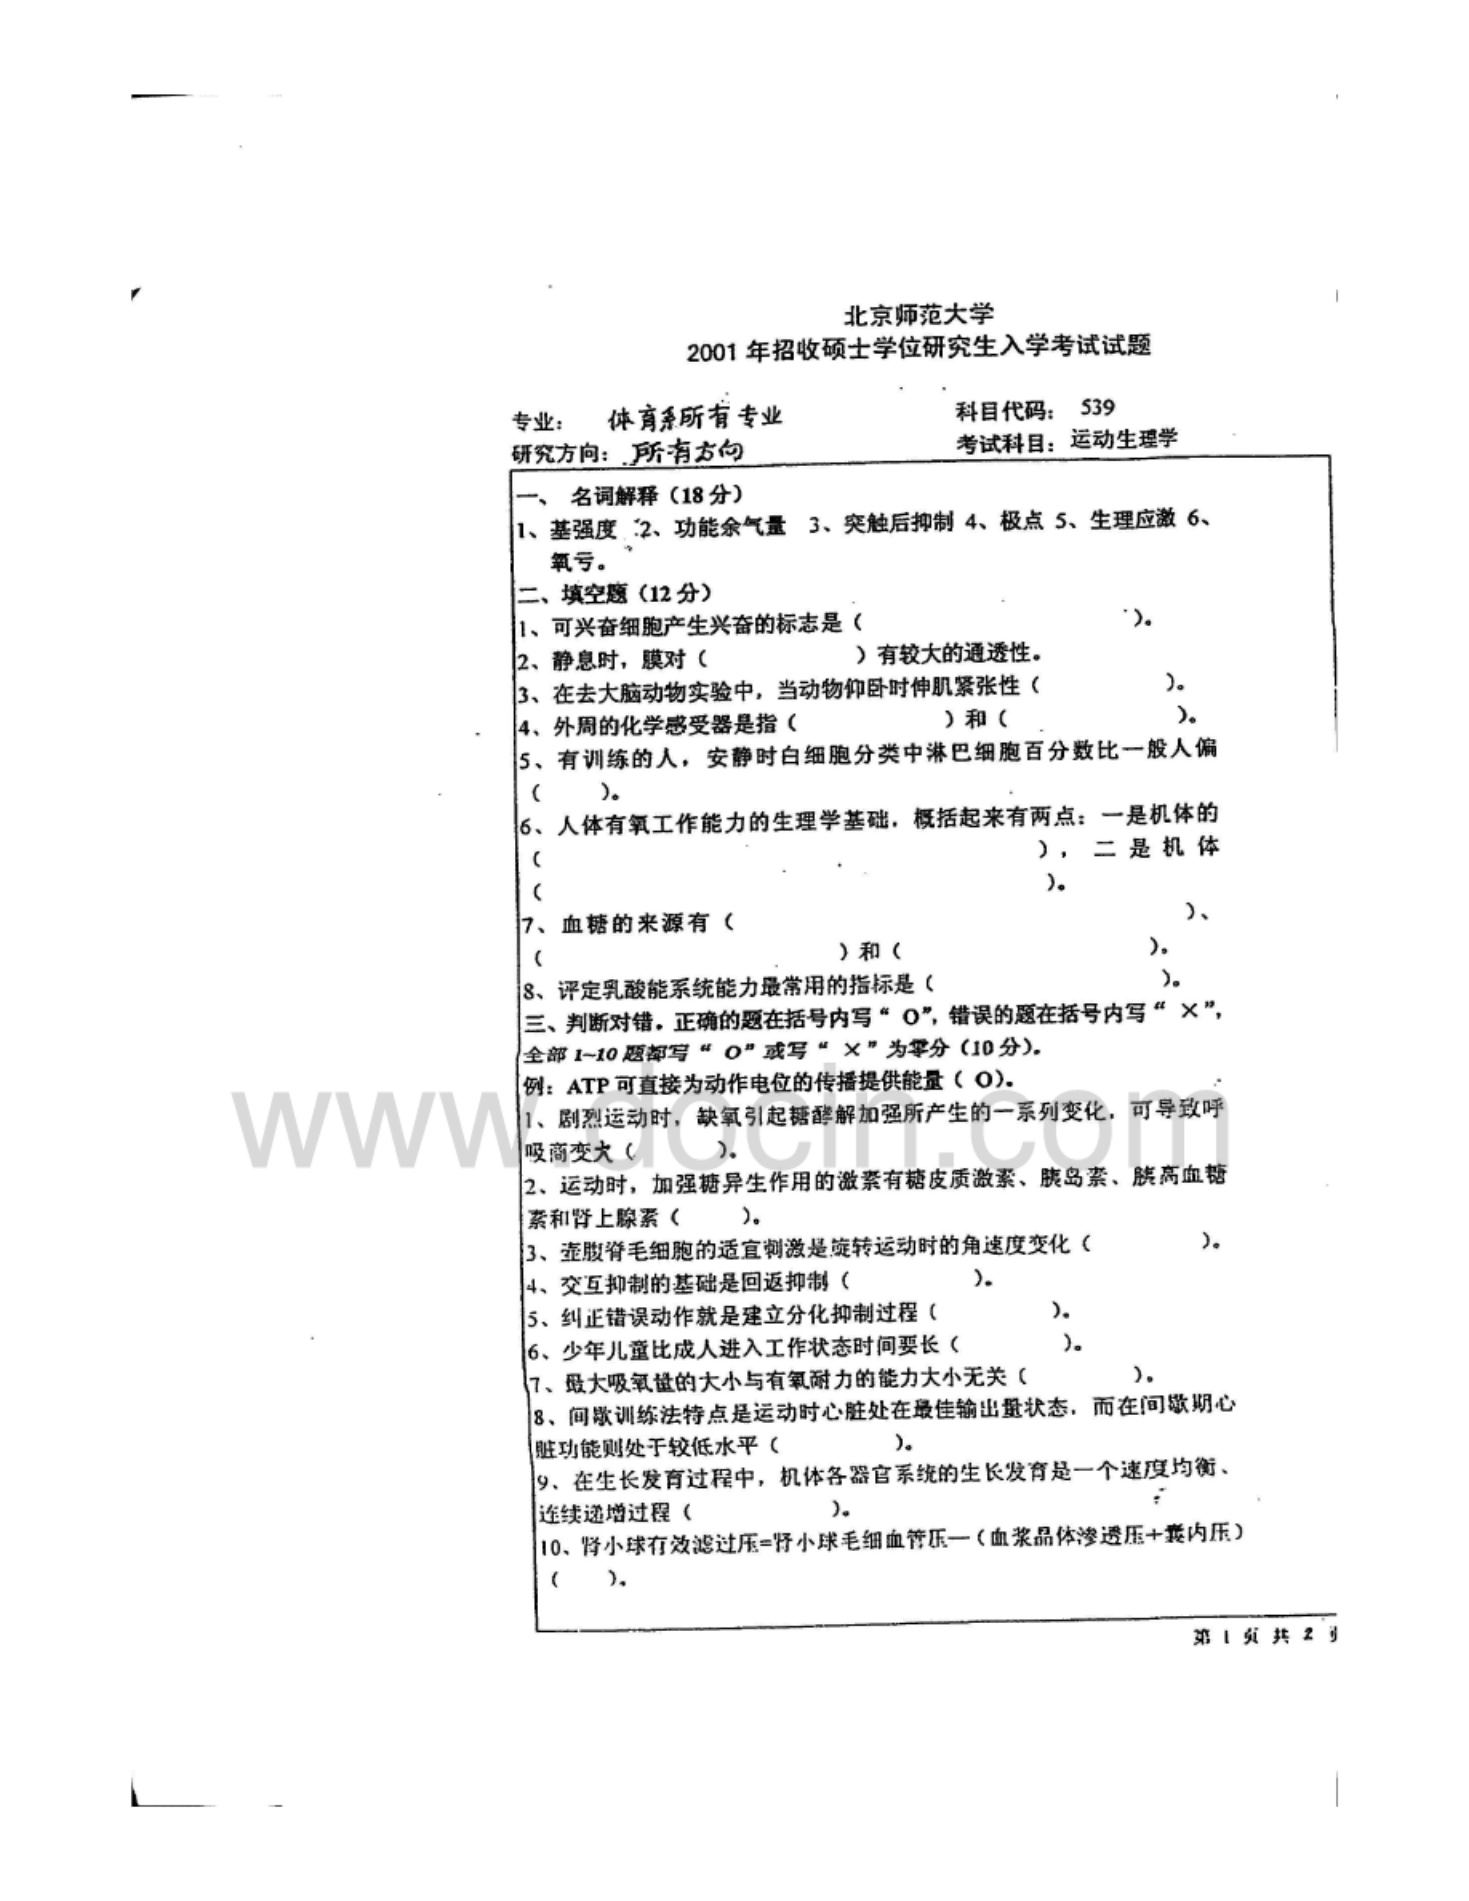 北京师范大学
2001 年招收硕士学位研究生入学考试试题
专业: 体育系所有专业 科目代码: 539
研究方向: 所有方向 考试科目: 运动生理学
一、 名词解释（18 分）
1、基强度 2、功能余气量 3、突触后抑制 4、极点 5、生理应激 6、
氧亏。
二、填空题（12 分）
1、可兴奋细胞产生兴奋的标志是（ ）。
2、静息时，膜对（ ）有较大的通透性。
3、在去大脑动物实验中，当动物仰卧时伸肌紧张性（ ）。
4、外周的化学感受器是指（ ）和（ ）。
5、有训练的人，安静时白细胞分类中淋巴细胞百分数比一般人偏
（ ）。
6、人体有氧工作能力的生理学基础，概括起来有两点：一是机体的
（ ），二是机体
（ ）。
7、血糖的来源有（ ）、
（ ）和（ ）。
8、评定乳酸能系统能力最常用的指标是（ ）。
三、判断对错。正确的题在括号内写“ O”，错误的题在括号内写“ ×”，
全部 1~10 题都写“ O”或写“ ×”为零分（10 分）。
例：ATP 可直接为动作电位的传播提供能量（ O）。
1、剧烈运动时，缺氧引起糖酵解加强所产生的一系列变化，可导致呼
吸商变大（ ）。
2、运动时，加强糖异生作用的激素有糖皮质激素、胰岛素、胰高血糖
素和肾上腺素（ ）。
3、壶腹脊毛细胞的适宜刺激是旋转运动时的角速度变化（ ）。
4、交互抑制的基础是回返抑制（ ）。
5、纠正错误动作就是建立分化抑制过程（ ）。
6、少年儿童比成人进入工作状态时间要长（ ）。
7、最大吸氧量的大小与有氧耐力的能力大小无关（ ）。
8、间歇训练法特点是运动时心脏处在最佳输出量状态，而在间歇期心
脏功能则处于较低水平（ ）。
9、在生长发育过程中，机体各器官系统的生长发育是一个速度均衡、
连续递增过程（ ）。
10、肾小球有效滤过压=肾小球毛细血管压—（血浆晶体渗透压+囊内压）
（ ）。
第 1 页 共 2
www.docin.com